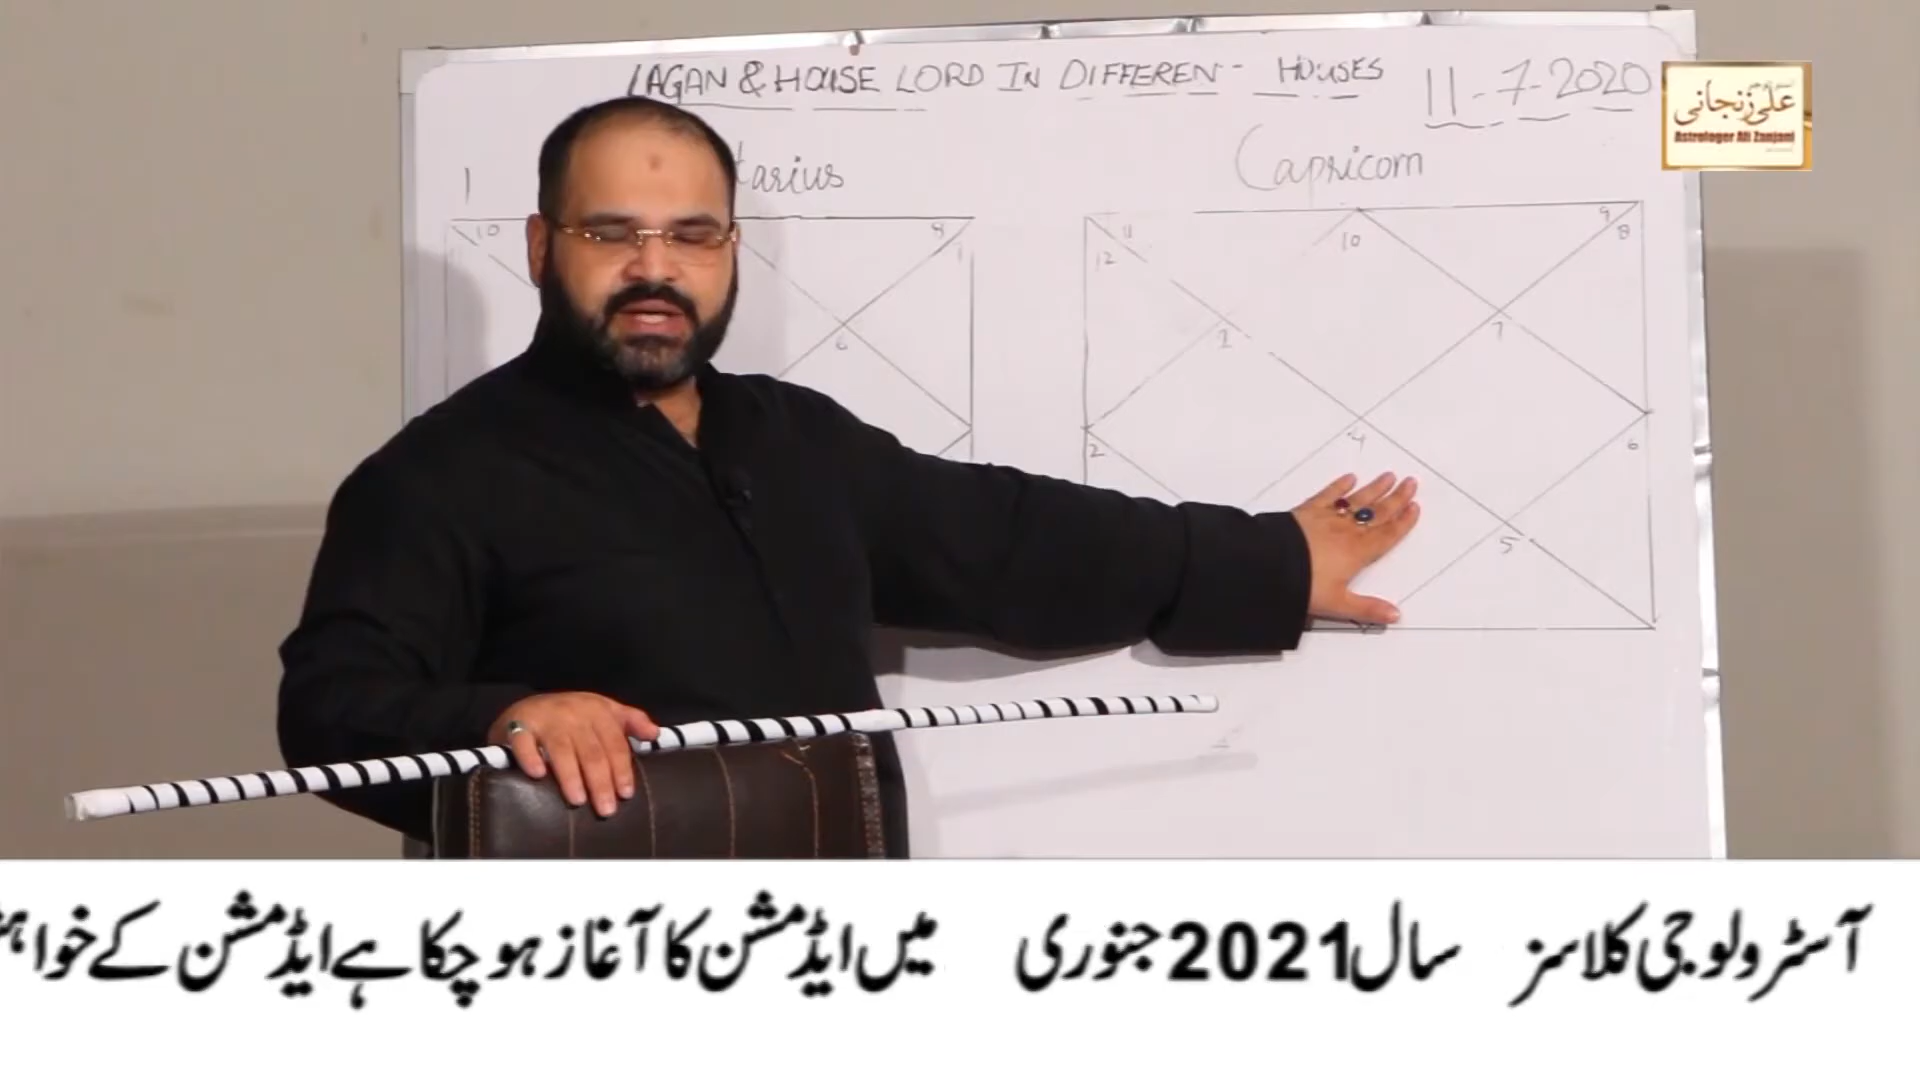 LAGAN & HOUSE LORD IN DIFFEREN- HOUSES
11-7-2020
علی زنجانی
Astrologer Ali Zanjani
tarius
Capricorn
10
8
6
11
12
10
9
8
7
2
4
6
5
آسٹرولوجی کلاسز سال 2021 جنوری میں ایڈمشن کا آغاز ہو چکا ہے ایڈمشن کے